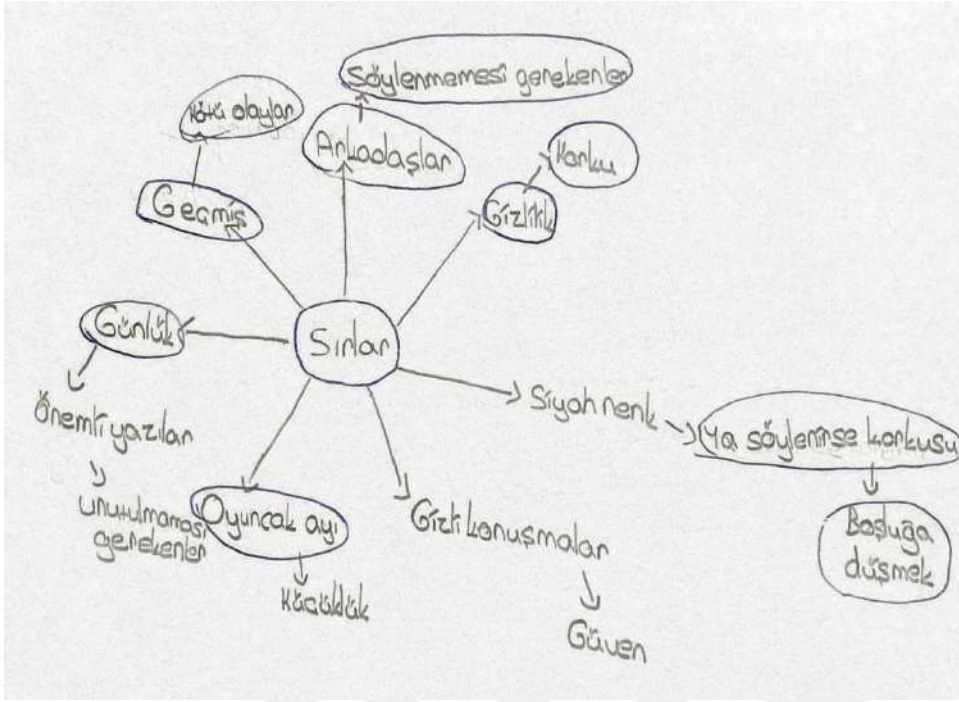 Söylenmemesi gerekenler
Kötü olaylar
Arkadaşlar
Korku
Geçmiş
Gizlilik
Günlük
Sırlar
Siyah renk
Önemli yazılar
Ya söylenirse korkusu
unutulmaması
gerekenler
Oyuncak ayı
Gizli konuşmalar
Boşluğa
düşmek
Küçüklük
Güven